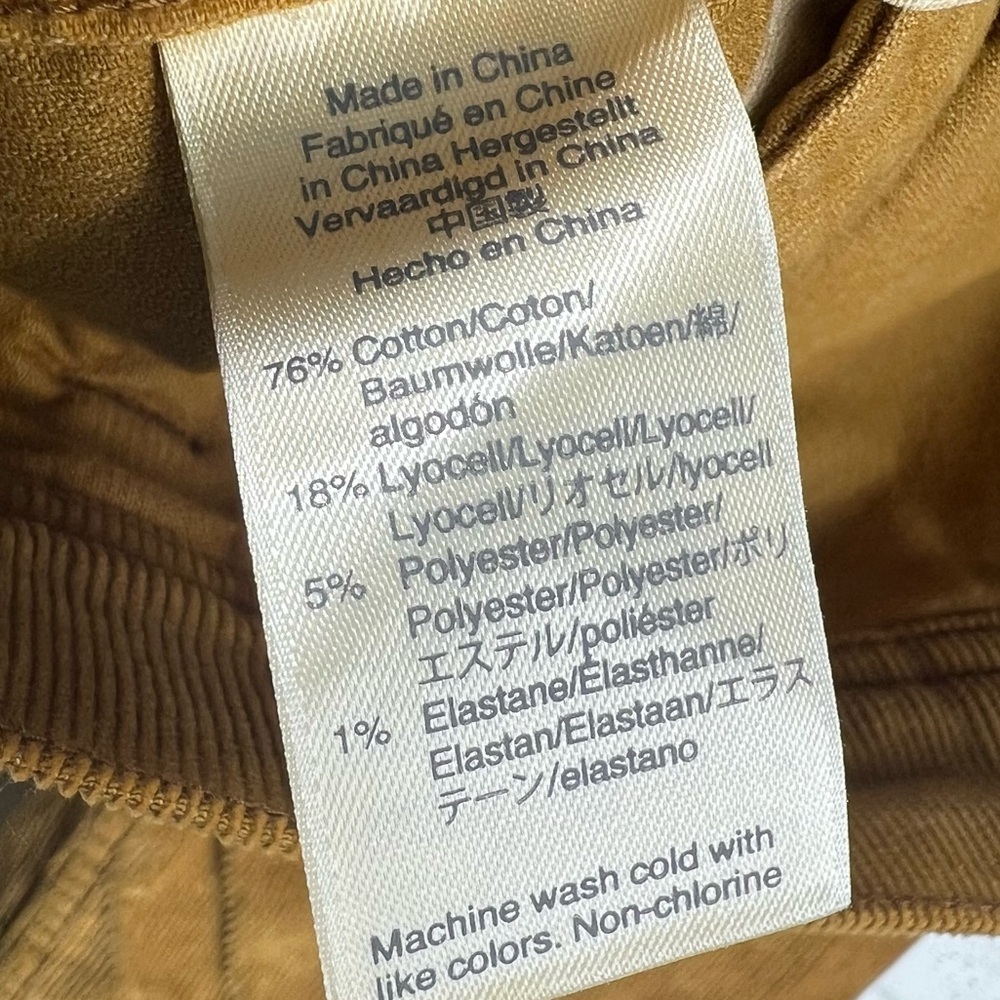 Made in China
Fabriqué en Chine
in China Hergestellt
Vervaardigd in China
中国製
Hecho en China
76% Cotton/Coton/
Baumwolle/Katoen/綿/
algodón
18% Lyocell/Lyocell/Lyocell/
Lyocell/リオセル/lyocell
5% Polyester/Polyester/
Polyester/Polyester/ポリ
エステル/poliéster
1% Elastane/Élasthanne/
Elastan/Elastaan/エラス
テーン/elastano
Machine wash cold with
like colors. Non-chlorine